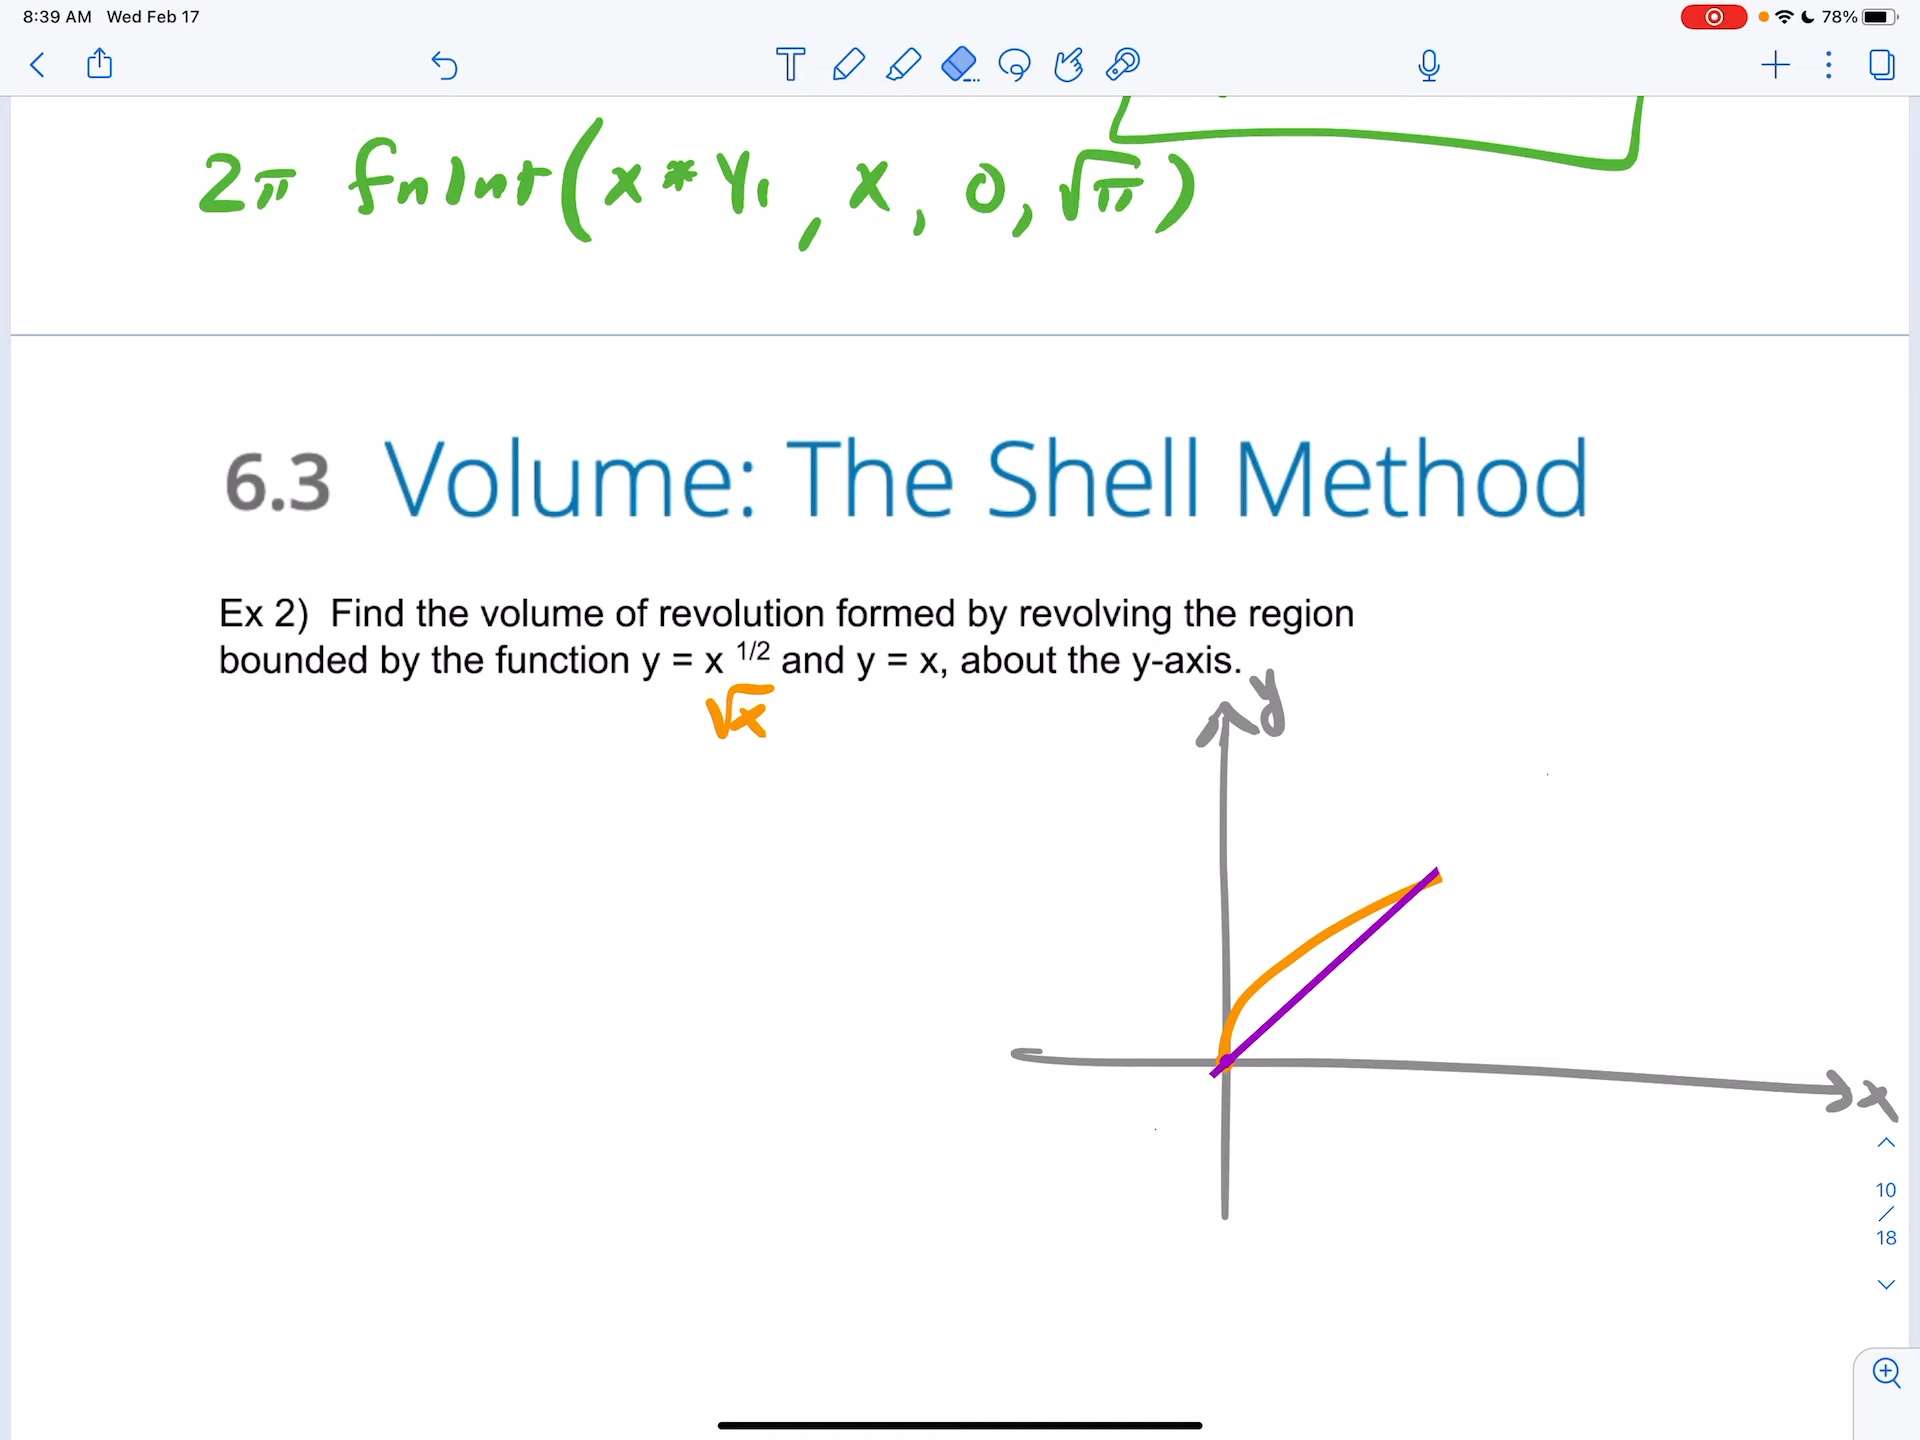 8:39 AM Wed Feb 17
78%
2π fnInt(x*Y₁, x, 0, √π)
6.3 Volume: The Shell Method
Ex 2) Find the volume of revolution formed by revolving the region
bounded by the function y = x ^1/2 and y = x, about the y-axis.
√x
y
x
10
/
18